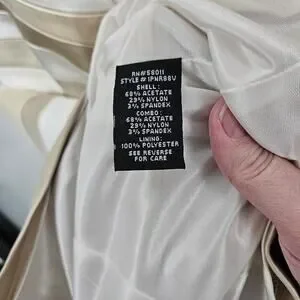 RN#58011
STYLE# 1PNR88V
SHELL:
68% ACETATE
29% NYLON
3% SPANDEX
COMBO:
68% ACETATE
29% NYLON
3% SPANDEX
LINING:
100% POLYESTER
SEE REVERSE
FOR CARE